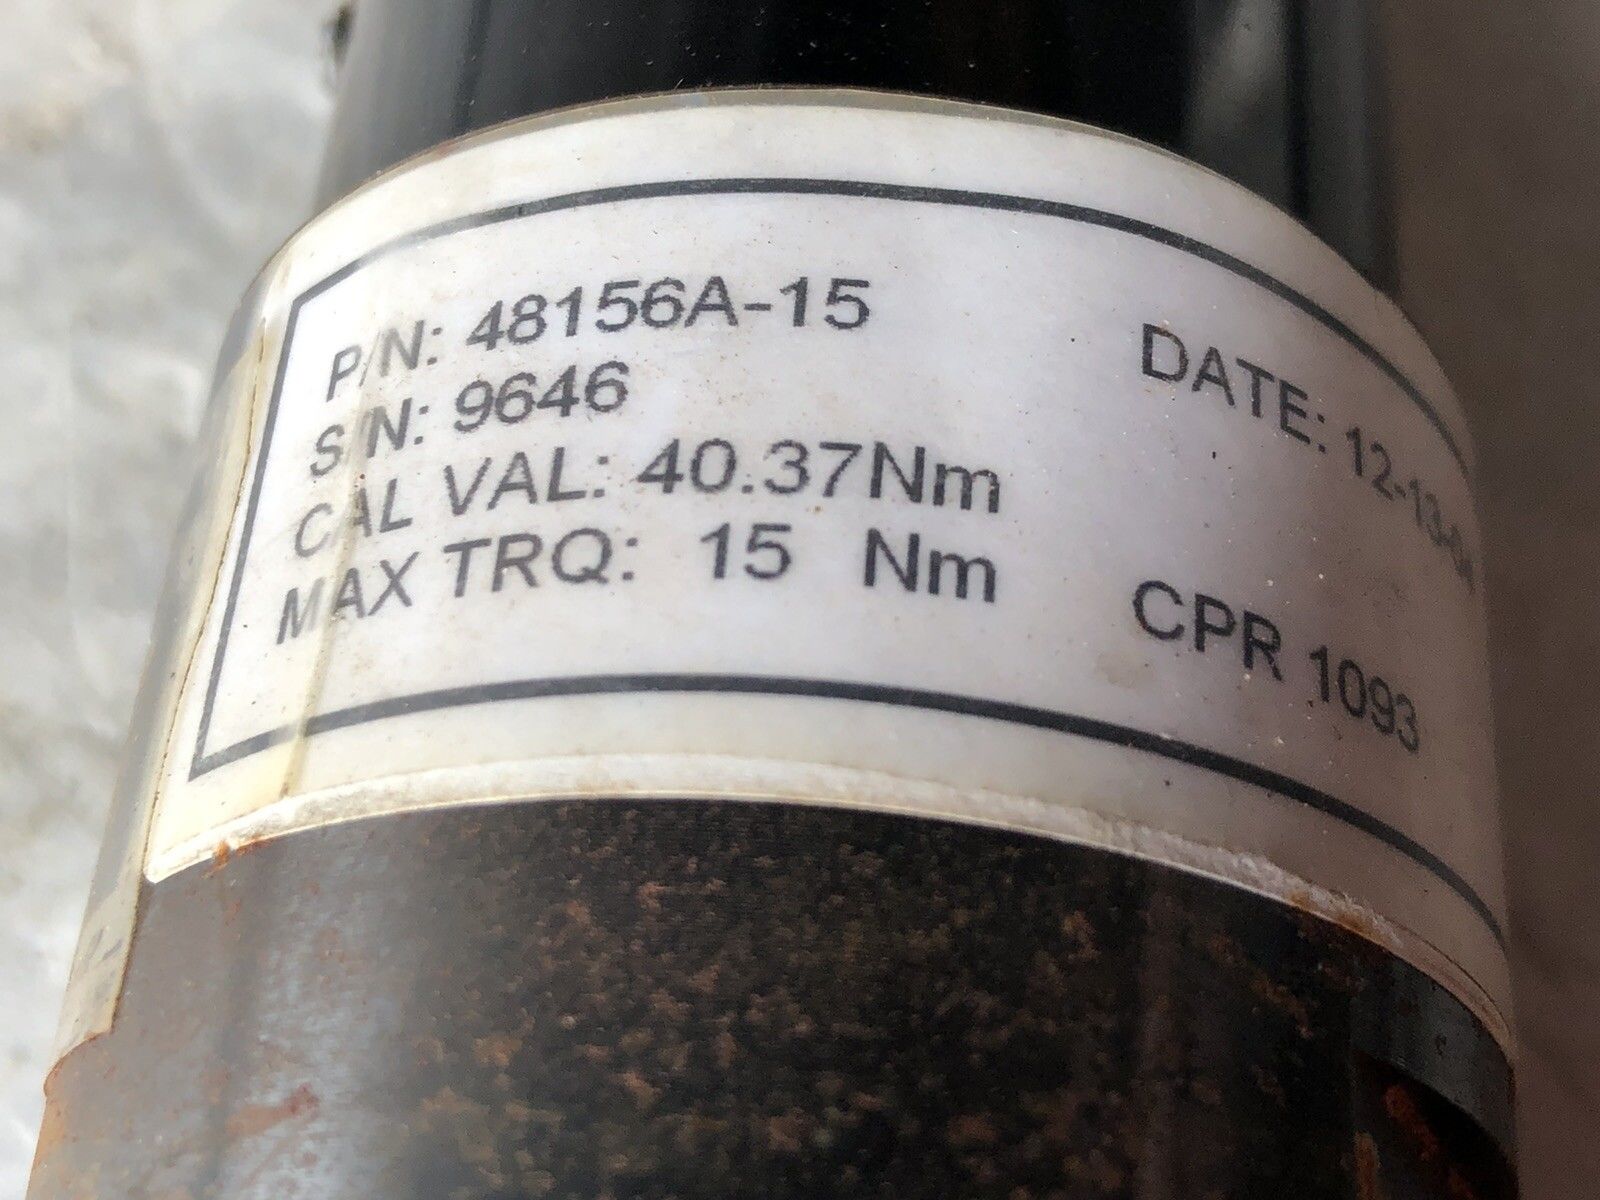 P/N: 48156A-15
S/N: 9646
CAL VAL: 40.37Nm
MAX TRQ: 15 Nm
DATE:
CPR 1093